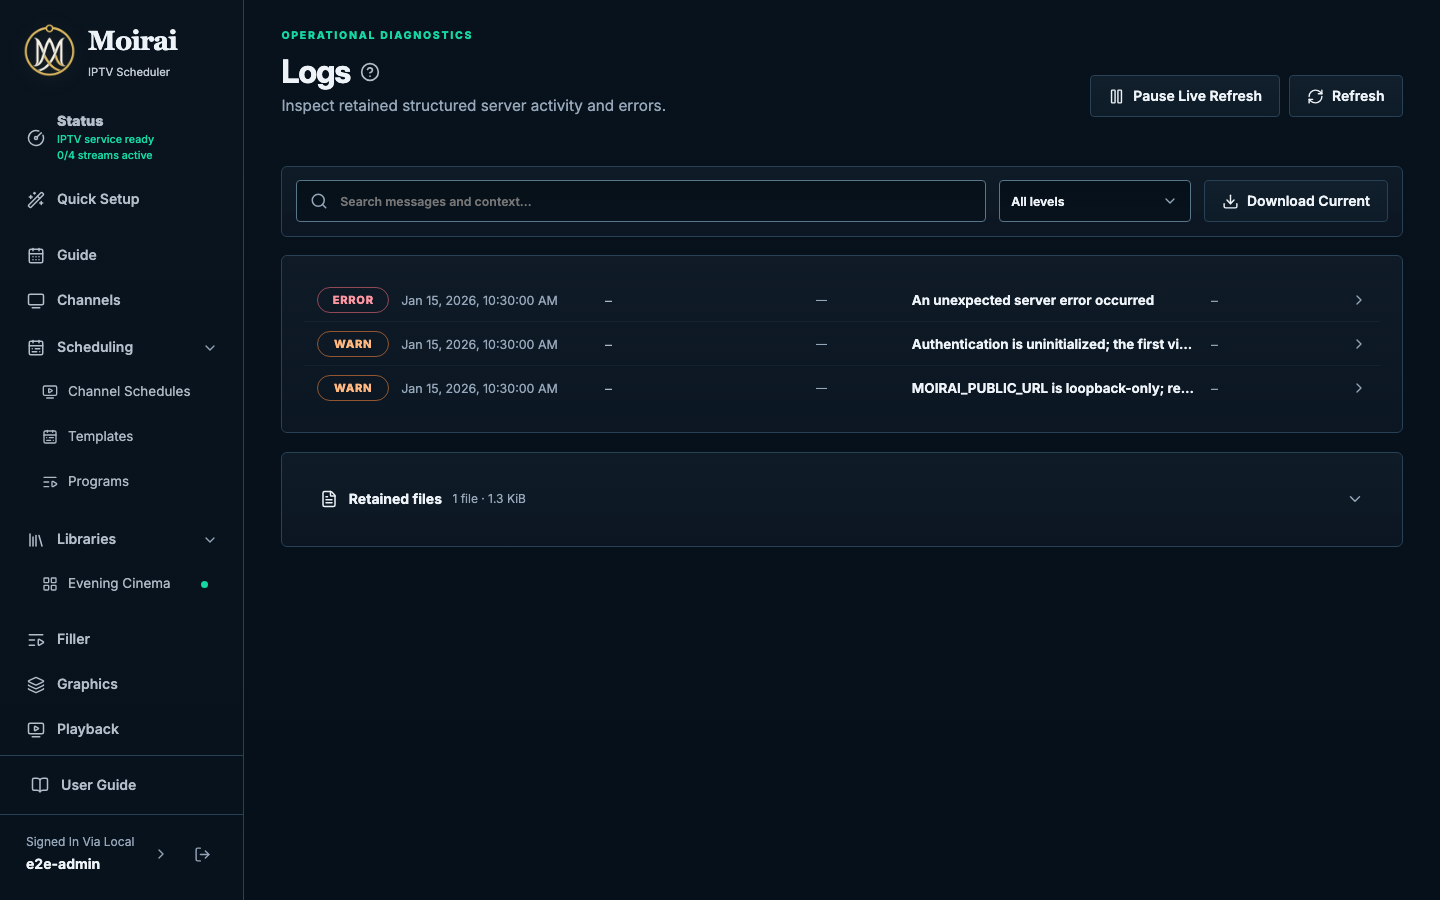 Moirai
IPTV Scheduler
Status
IPTV service ready
0/4 streams active
Quick Setup
Guide
Channels
Scheduling
Channel Schedules
Templates
Programs
Libraries
Evening Cinema
Filler
Graphics
Playback
User Guide
Signed In Via Local
e2e-admin
OPERATIONAL DIAGNOSTICS
Logs
Inspect retained structured server activity and errors.
Pause Live Refresh
Refresh
Search messages and context...
All levels
Download Current
ERROR Jan 15, 2026, 10:30:00 AM – — An unexpected server error occurred –
WARN Jan 15, 2026, 10:30:00 AM – — Authentication is uninitialized; the first vi... –
WARN Jan 15, 2026, 10:30:00 AM – — MOIRAI_PUBLIC_URL is loopback-only; re... –
Retained files 1 file · 1.3 KiB